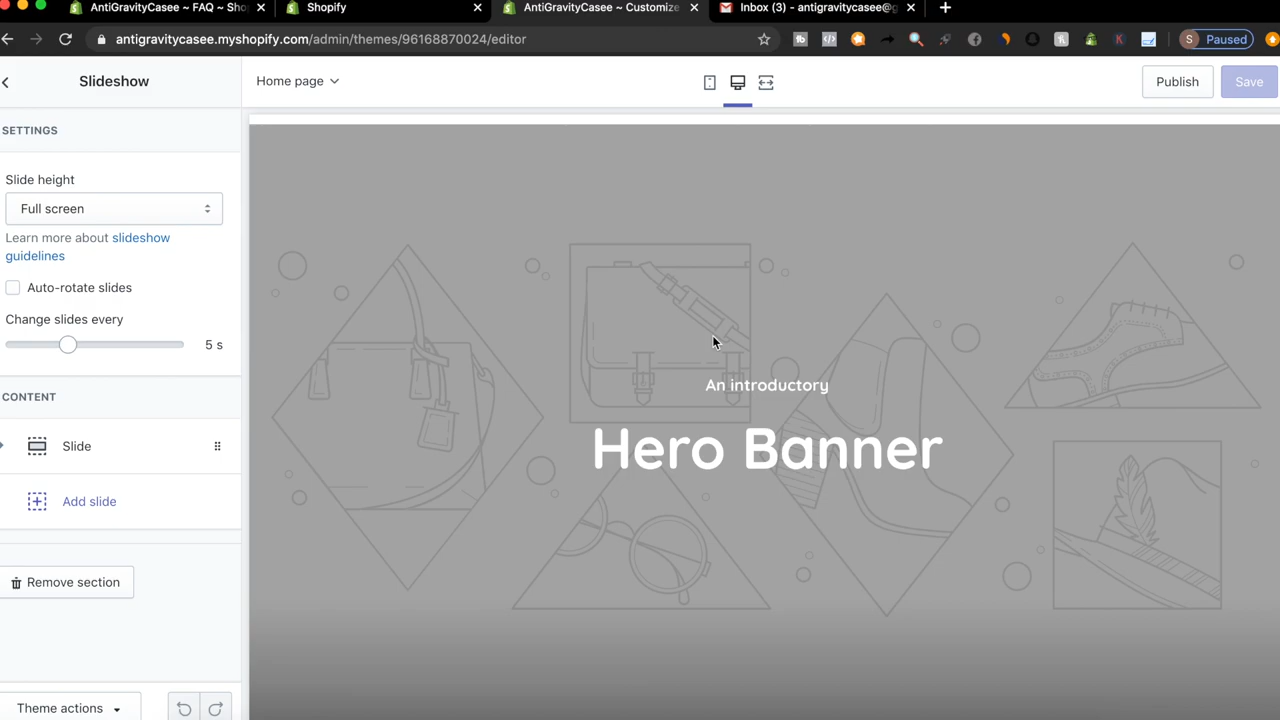 AntiGravityCasee ~ FAQ ~ Shop
Shopify
AntiGravityCasee ~ Customize
Inbox (3) - antigravitycasee@g
antigravitycasee.myshopify.com/admin/themes/96168870024/editor
S
Paused
Slideshow
Home page
Publish
Save
SETTINGS
Slide height
Full screen
Learn more about slideshow
guidelines
Auto-rotate slides
Change slides every
5 s
CONTENT
Slide
Add slide
Remove section
Theme actions
An introductory
Hero Banner